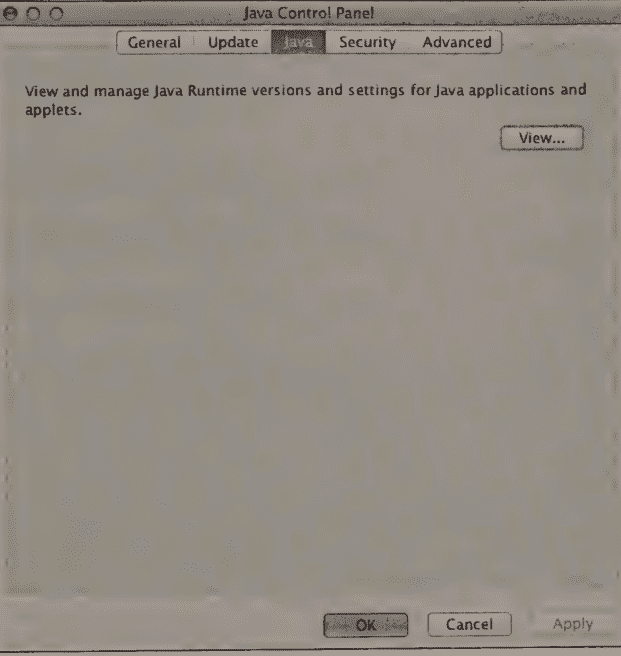 Java Control Panel
General Update Java Security Advanced
View and manage Java Runtime versions and settings for Java applications and
applets.
View...
OK Cancel Apply